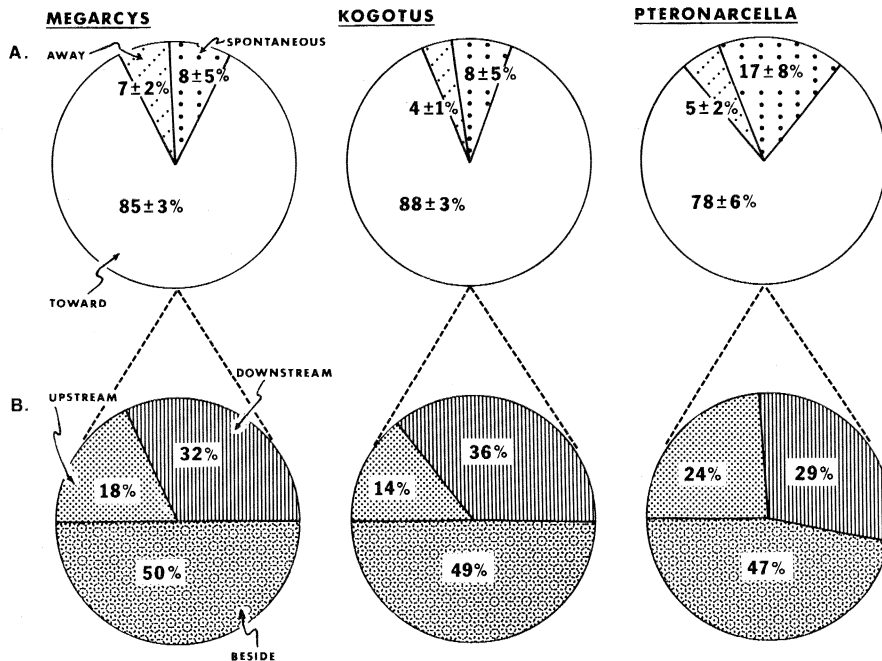 MEGARCYS KOGOTUS PTERONARCELLA
A. AWAY SPONTANEOUS
7±2% 8±5% 4±1% 8±5% 5±2% 17±8%
85±3% 88±3% 78±6%
TOWARD
B. UPSTREAM DOWNSTREAM
18% 32% 14% 36% 24% 29%
50% 49% 47%
BESIDE